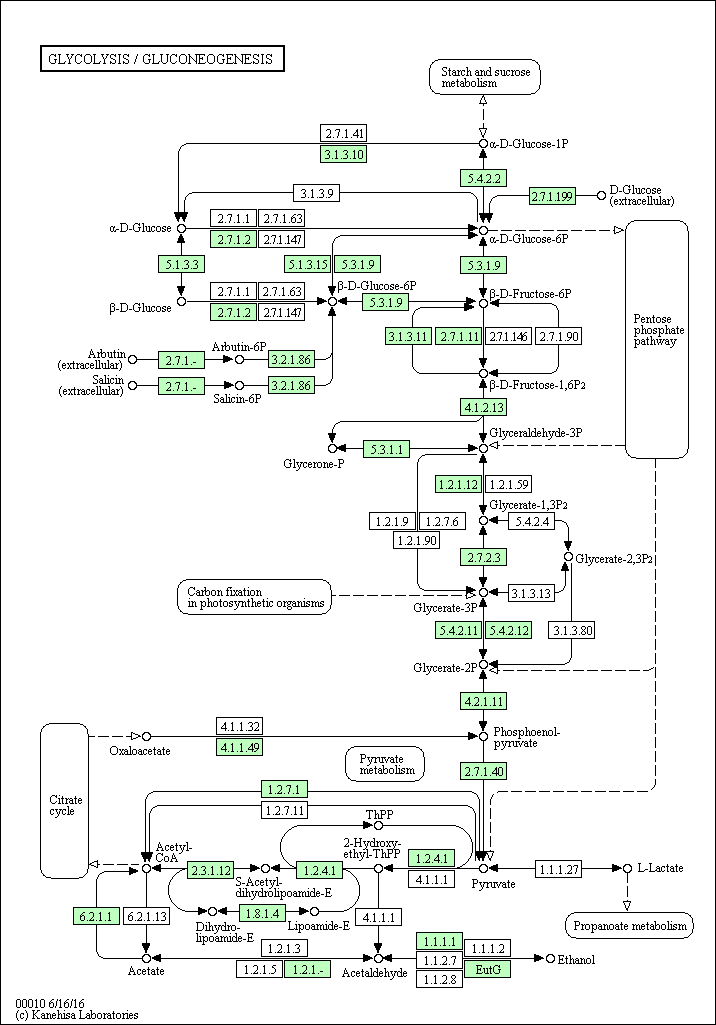 GLYCOLYSIS / GLUCONEOGENESIS
Starch and sucrose
metabolism
2.7.1.41
3.1.3.10
α-D-Glucose-1P
5.4.2.2
3.1.3.9
2.7.1.199
D-Glucose
(extracellular)
α-D-Glucose
2.7.1.1
2.7.1.63
2.7.1.2
2.7.1.147
α-D-Glucose-6P
5.1.3.3
5.1.3.15
5.3.1.9
5.3.1.9
β-D-Glucose
2.7.1.1
2.7.1.63
2.7.1.2
2.7.1.147
β-D-Glucose-6P
5.3.1.9
β-D-Fructose-6P
Pentose
phosphate
pathway
3.1.3.11
2.7.1.11
2.7.1.146
2.7.1.90
Arbutin
(extracellular)
2.7.1.-
Arbutin-6P
3.2.1.86
Salicin
(extracellular)
2.7.1.-
Salicin-6P
3.2.1.86
β-D-Fructose-1,6P2
4.1.2.13
Glyceraldehyde-3P
Glycerone-P
5.3.1.1
1.2.1.12
1.2.1.59
Glycerate-1,3P2
1.2.1.9
1.2.7.6
1.2.1.90
5.4.2.4
2.7.2.3
Glycerate-2,3P2
Carbon fixation
in photosynthetic organisms
Glycerate-3P
3.1.3.13
5.4.2.11
5.4.2.12
3.1.3.80
Glycerate-2P
4.2.1.11
Oxaloacetate
4.1.1.32
4.1.1.49
Phosphoenol-
pyruvate
Pyruvate
metabolism
2.7.1.40
Citrate
cycle
1.2.7.1
1.2.7.11
ThPP
2-Hydroxy-
ethyl-ThPP
Acetyl-
CoA
2.3.1.12
S-Acetyl-
dihydrolipoamide-E
1.2.4.1
1.2.4.1
4.1.1.1
Pyruvate
1.1.1.27
L-Lactate
6.2.1.1
6.2.1.13
Dihydro-
lipoamide-E
1.8.1.4
Lipoamide-E
4.1.1.1
Propanoate metabolism
Acetate
1.2.1.3
1.2.1.5
1.2.1.-
Acetaldehyde
1.1.1.1
1.1.1.2
1.1.2.7
EutG
1.1.2.8
Ethanol
00010 6/16/16
(c) Kanehisa Laboratories